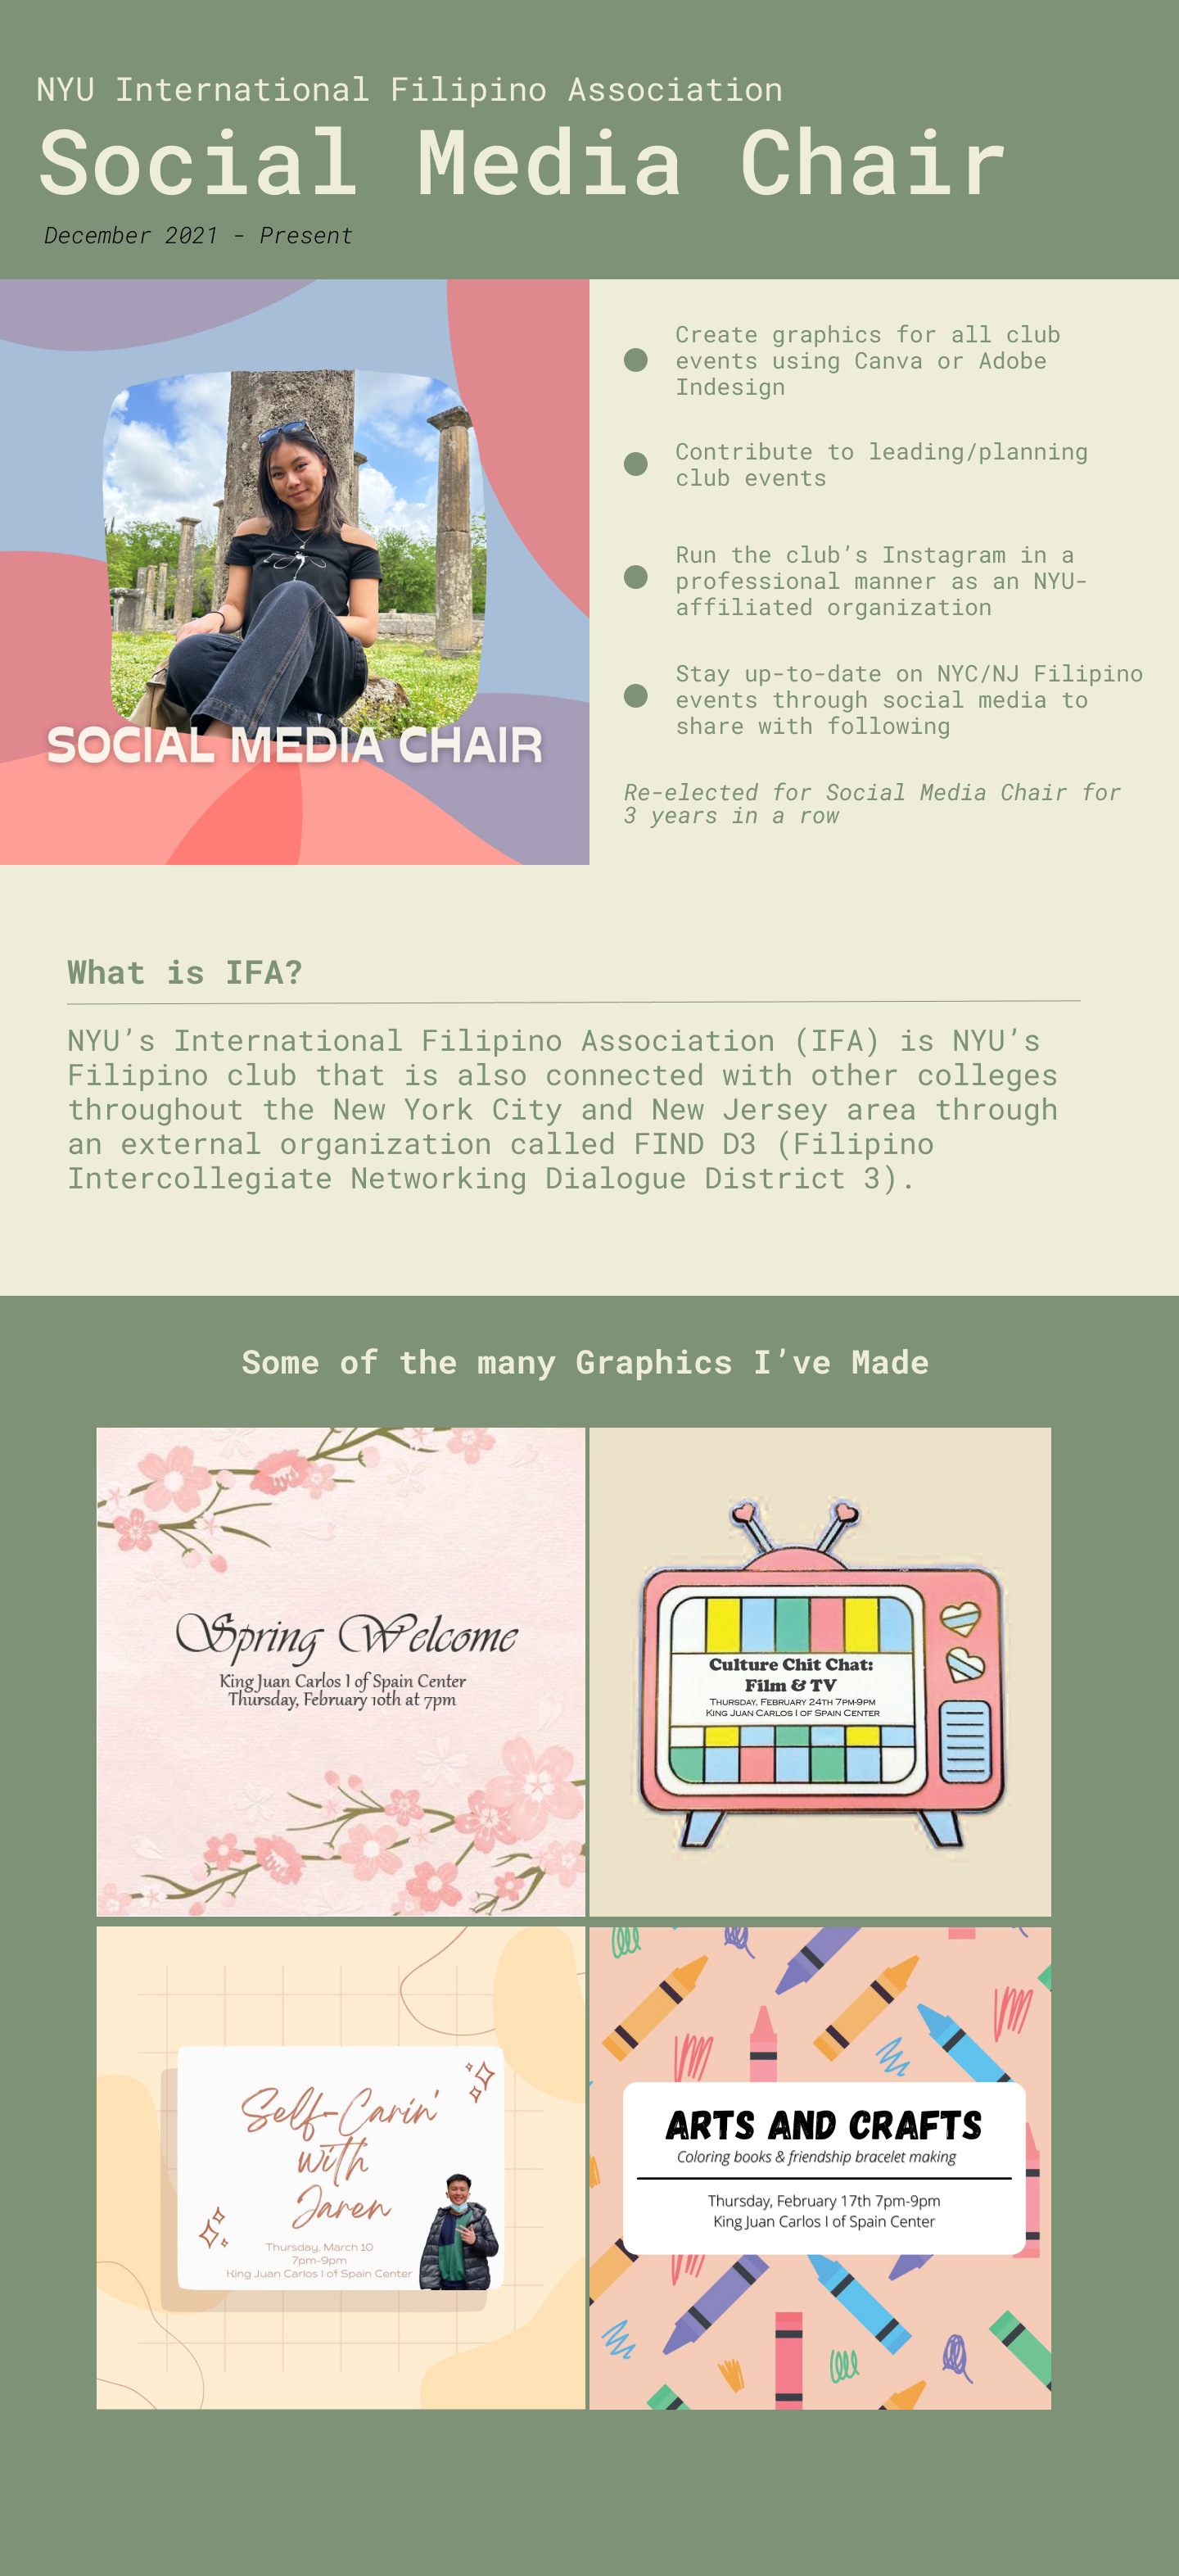 NYU International Filipino Association
Social Media Chair
December 2021 - Present
SOCIAL MEDIA CHAIR
Create graphics for all club
events using Canva or Adobe
Indesign
Contribute to leading/planning
club events
Run the club’s Instagram in a
professional manner as an NYU-
affiliated organization
Stay up-to-date on NYC/NJ Filipino
events through social media to
share with following
Re-elected for Social Media Chair for
3 years in a row
What is IFA?
NYU’s International Filipino Association (IFA) is NYU’s
Filipino club that is also connected with other colleges
throughout the New York City and New Jersey area through
an external organization called FIND D3 (Filipino
Intercollegiate Networking Dialogue District 3).
Some of the many Graphics I’ve Made
Spring Welcome
King Juan Carlos I of Spain Center
Thursday, February 10th at 7pm
Culture Chit Chat:
Film & TV
Thursday, February 24th 7pm-9pm
King Juan Carlos I of Spain Center
Self-Carin'
with
Jaren
Thursday, March 10
7pm-9pm
King Juan Carlos I of Spain Center
ARTS AND CRAFTS
Coloring books & friendship bracelet making
Thursday, February 17th 7pm-9pm
King Juan Carlos I of Spain Center